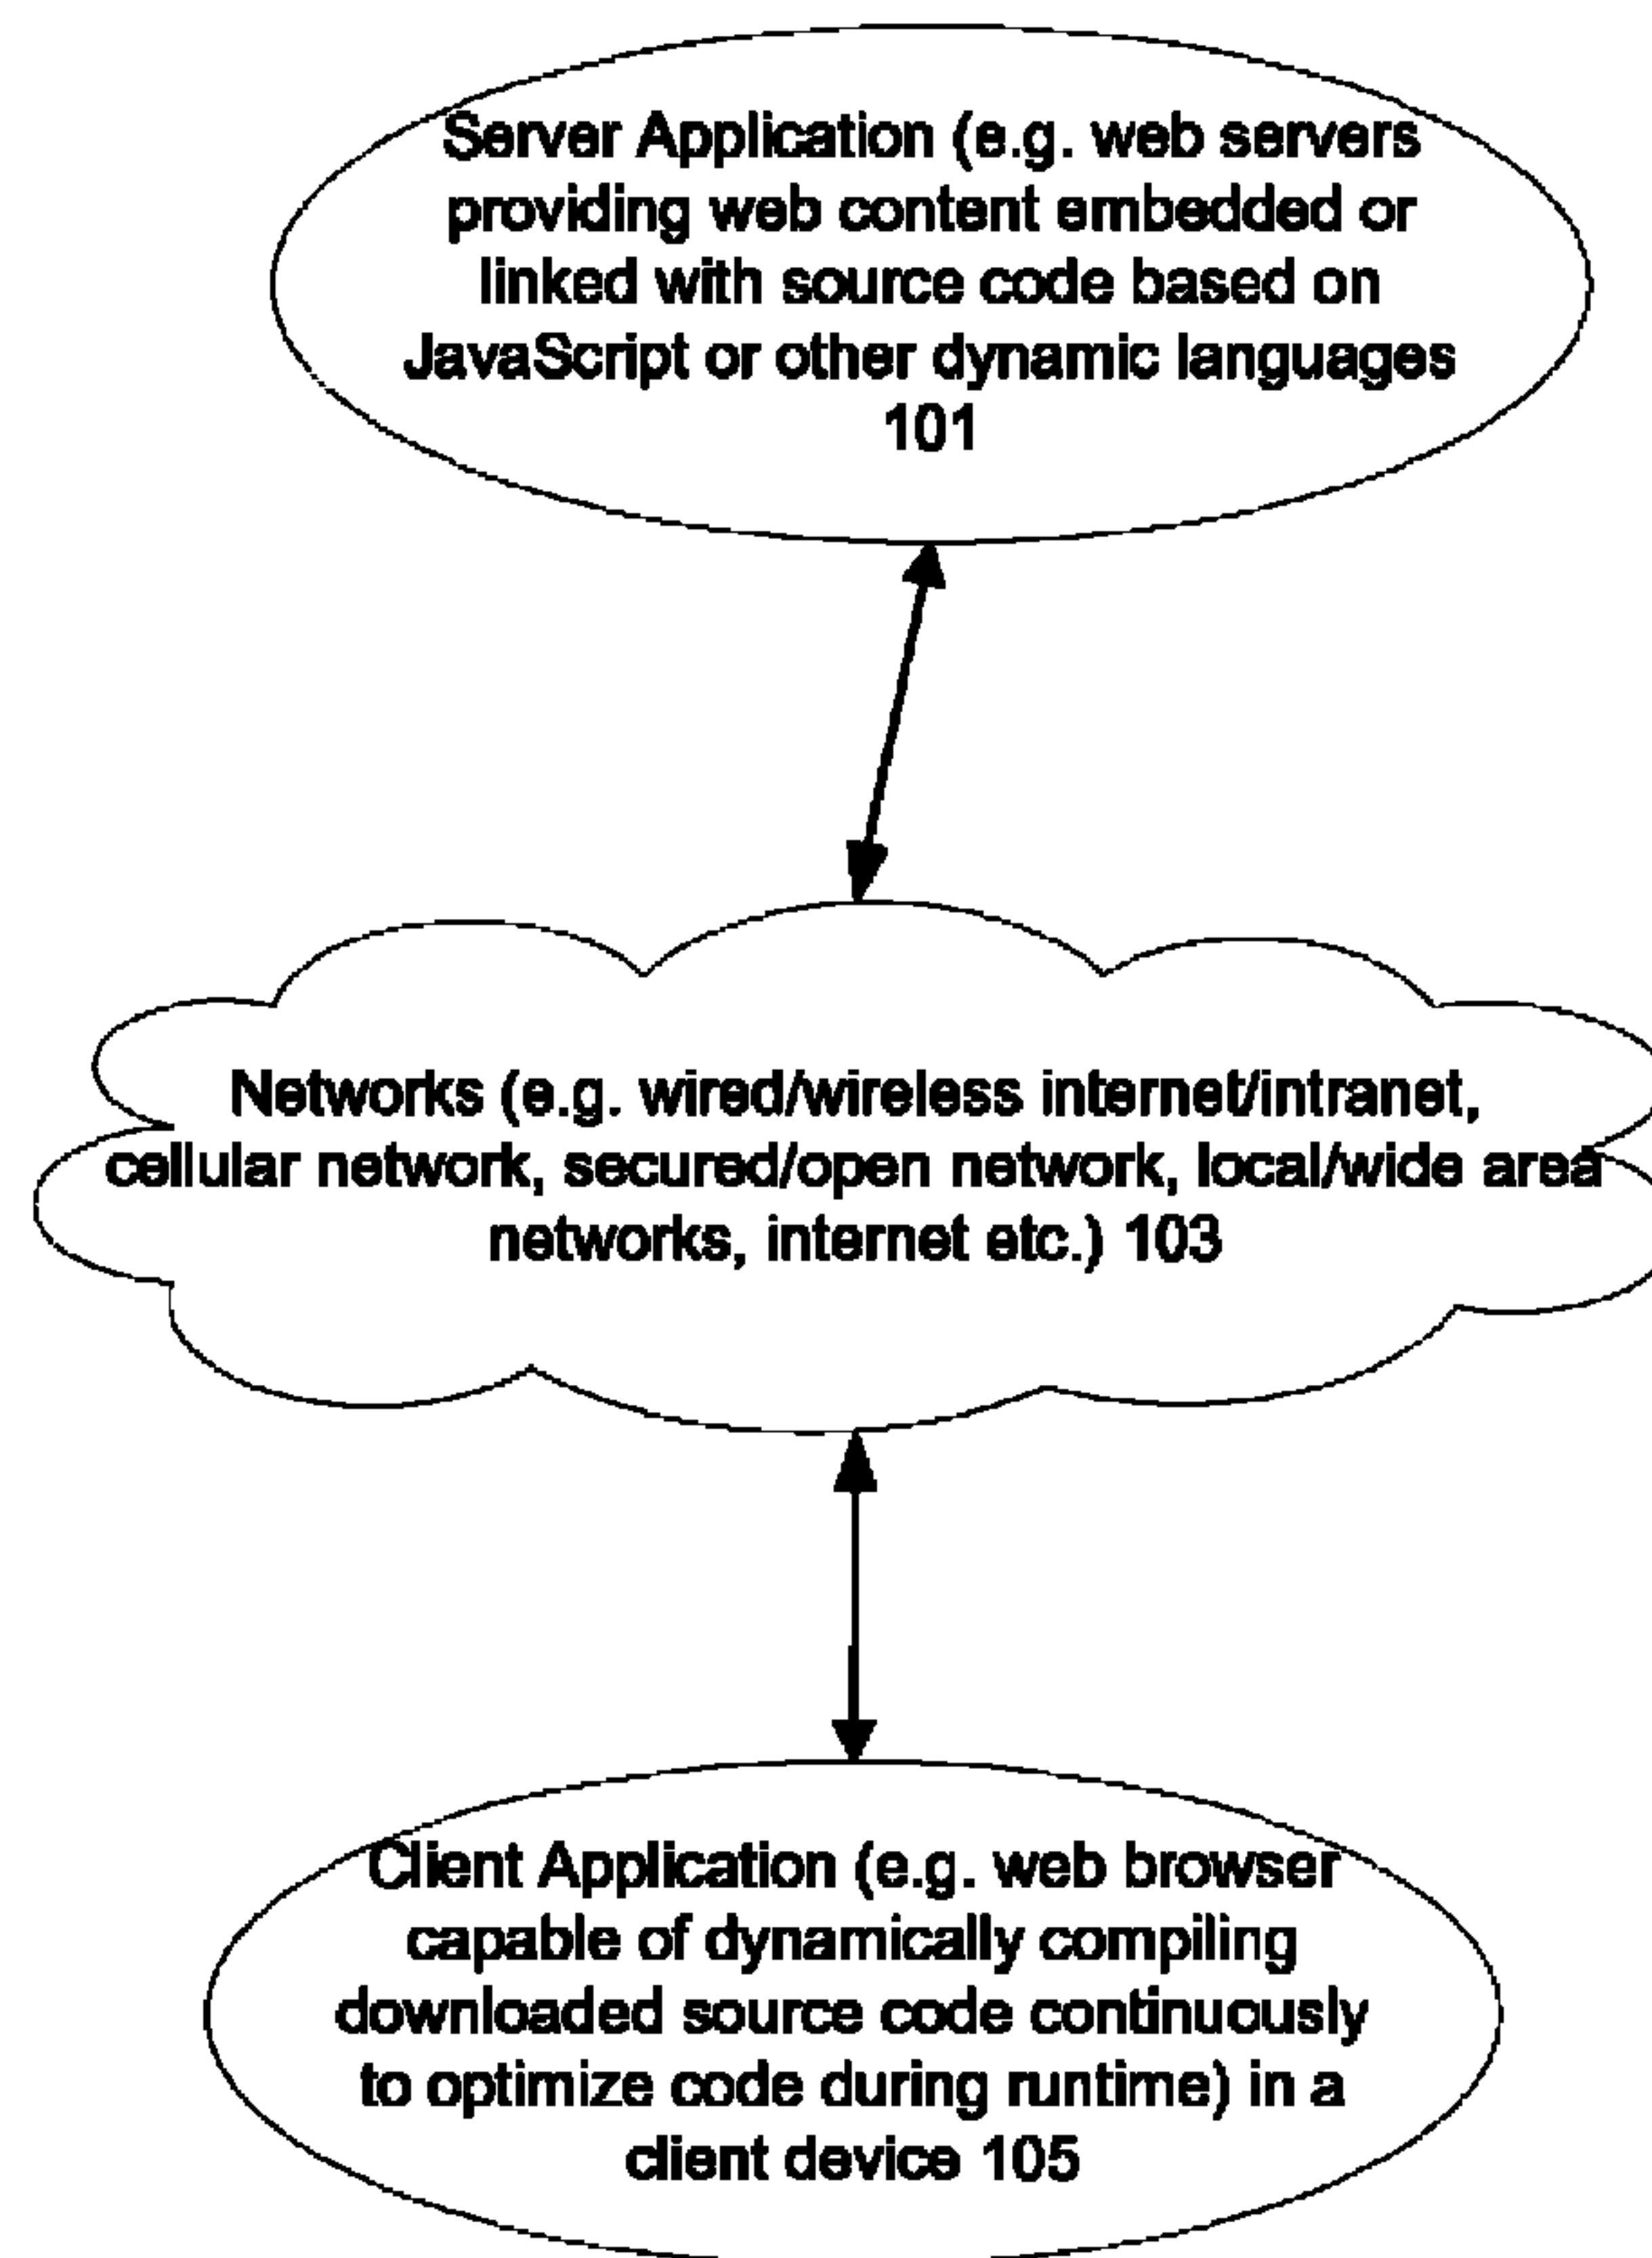 Server Application (e.g. web servers
providing web content embedded or
linked with source code based on
JavaScript or other dynamic languages
101
Networks (e.g. wired/wireless internet/intranet,
cellular network, secured/open network, local/wide area
networks, internet etc.) 103
Client Application (e.g. web browser
capable of dynamically compiling
downloaded source code continuously
to optimize code during runtime) in a
client device 105